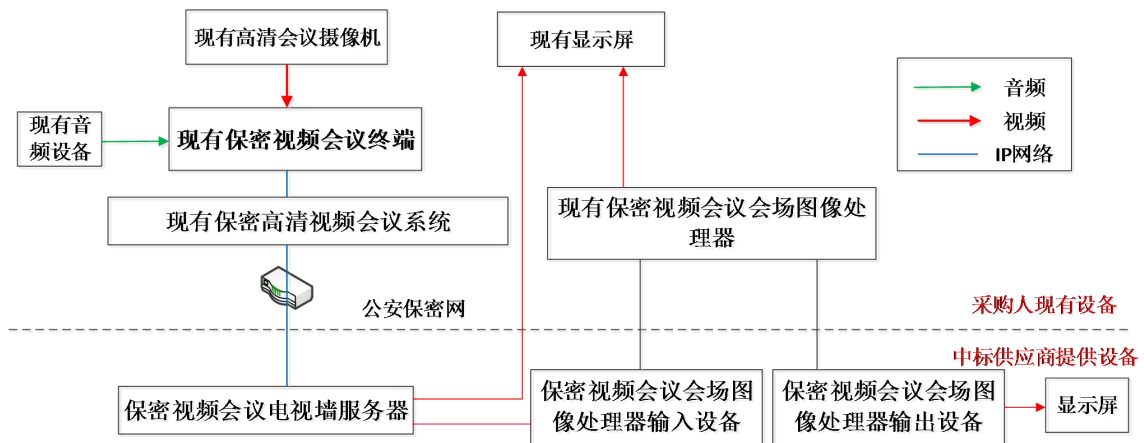 现有高清会议摄像机
现有显示屏
音频
视频
IP网络
现有音
频设备
现有保密视频会议终端
现有保密高清视频会议系统
现有保密视频会议会场图像处
理器
公安保密网
采购人现有设备
中标供应商提供设备
保密视频会议电视墙服务器
保密视频会议会场图
像处理器输入设备
保密视频会议会场图
像处理器输出设备
显示屏